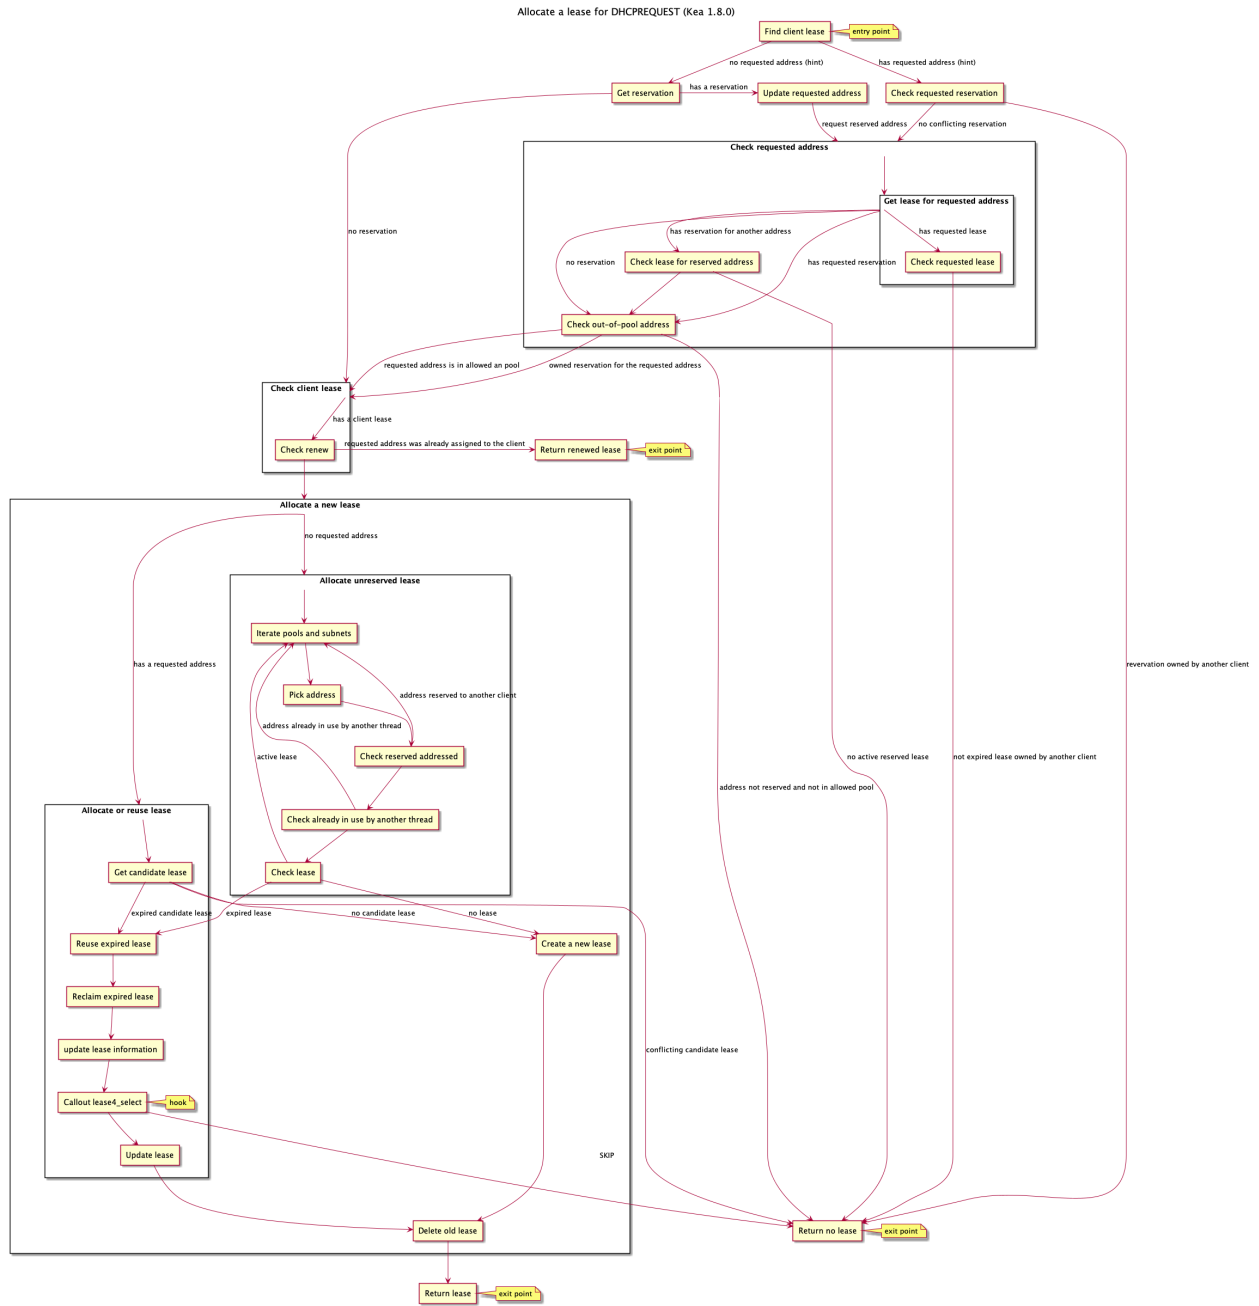 Allocate a lease for DHCPREQUEST (Kea 1.8.0)
Find client lease
entry point
no requested address (hint)
has requested address (hint)
Get reservation
has a reservation
Update requested address
Check requested reservation
request reserved address
no conflicting reservation
Check requested address
Get lease for requested address
no reservation
has reservation for another address
has requested lease
Check lease for reserved address
no reservation
has requested reservation
Check requested lease
Check out-of-pool address
requested address is in allowed an pool
owned reservation for the requested address
Check client lease
has a client lease
Check renew
requested address was already assigned to the client
Return renewed lease
exit point
Allocate a new lease
no requested address
Allocate unreserved lease
Iterate pools and subnets
has a requested address
revervation owned by another client
Pick address
address reserved to another client
address already in use by another thread
Check reserved addressed
active lease
no active reserved lease
not expired lease owned by another client
address not reserved and not in allowed pool
Allocate or reuse lease
Check already in use by another thread
Get candidate lease
Check lease
expired candidate lease
expired lease
no candidate lease
no lease
Reuse expired lease
Create a new lease
Reclaim expired lease
update lease information
conflicting candidate lease
Callout lease4_select
hook
Update lease
SKIP
Delete old lease
Return no lease
exit point
Return lease
exit point